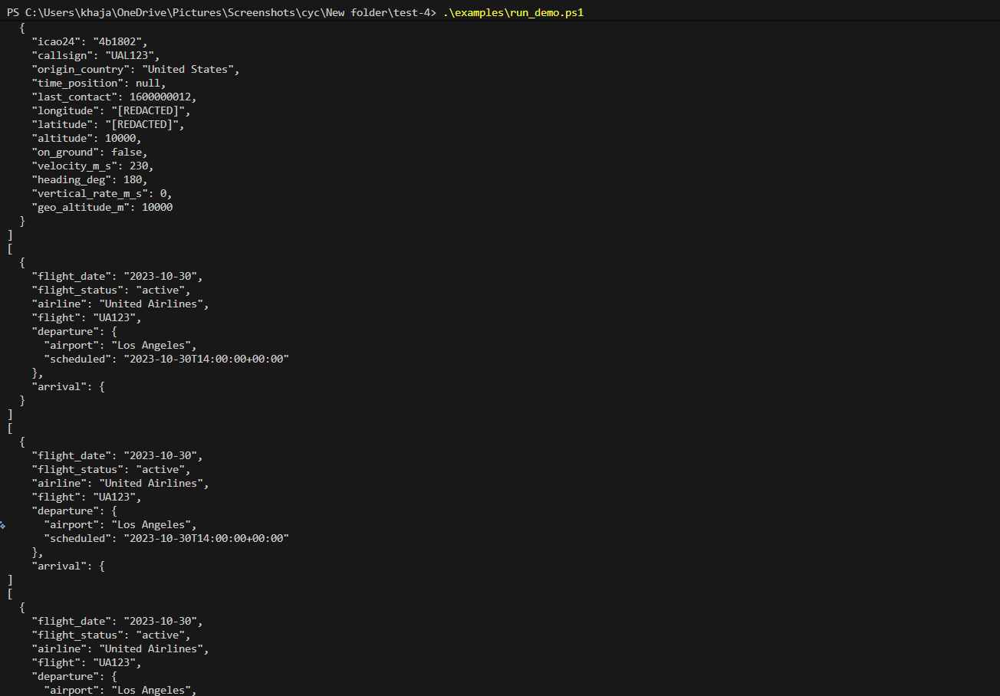 PS C:\Users\khaja\OneDrive\Pictures\Screenshots\cyc\New folder\test-4> .\examples\run_demo.ps1
  {
    "icao24": "4b1802",
    "callsign": "UAL123",
    "origin_country": "United States",
    "time_position": null,
    "last_contact": 1600000012,
    "longitude": "[REDACTED]",
    "latitude": "[REDACTED]",
    "altitude": 10000,
    "on_ground": false,
    "velocity_m_s": 230,
    "heading_deg": 180,
    "vertical_rate_m_s": 0,
    "geo_altitude_m": 10000
  }
]
[
  {
    "flight_date": "2023-10-30",
    "flight_status": "active",
    "airline": "United Airlines",
    "flight": "UA123",
    "departure": {
      "airport": "Los Angeles",
      "scheduled": "2023-10-30T14:00:00+00:00"
    },
    "arrival": {
  }
]
[
  {
    "flight_date": "2023-10-30",
    "flight_status": "active",
    "airline": "United Airlines",
    "flight": "UA123",
    "departure": {
      "airport": "Los Angeles",
      "scheduled": "2023-10-30T14:00:00+00:00"
    },
    "arrival": {
]
[
  {
    "flight_date": "2023-10-30",
    "flight_status": "active",
    "airline": "United Airlines",
    "flight": "UA123",
    "departure": {
      "airport": "Los Angeles",